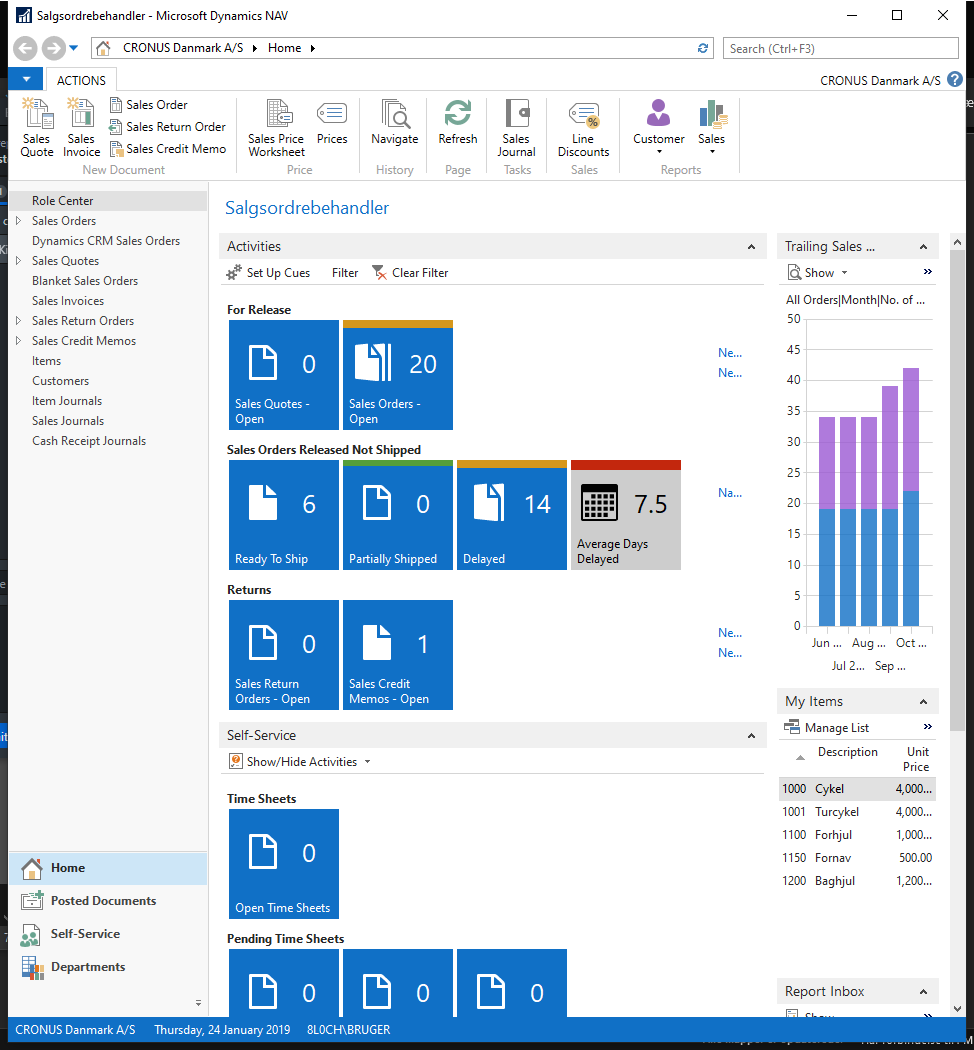 Salgsordrebehandler - Microsoft Dynamics NAV
CRONUS Danmark A/S
Home
Search (Ctrl+F3)
ACTIONS
CRONUS Danmark A/S
Sales Quote
Sales Invoice
Sales Order
Sales Return Order
Sales Credit Memo
New Document
Sales Price Worksheet
Prices
Price
Navigate
History
Refresh
Page
Sales Journal
Tasks
Line Discounts
Sales
Customer
Sales
Reports
Role Center
Sales Orders
Dynamics CRM Sales Orders
Sales Quotes
Blanket Sales Orders
Sales Invoices
Sales Return Orders
Sales Credit Memos
Items
Customers
Item Journals
Sales Journals
Cash Receipt Journals
Home
Posted Documents
Self-Service
Departments
Salgsordrebehandler
Activities
Set Up Cues
Filter
Clear Filter
For Release
0
Sales Quotes -
Open
20
Sales Orders -
Open
Ne...
Ne...
Sales Orders Released Not Shipped
6
Ready To Ship
0
Partially Shipped
14
Delayed
7.5
Average Days
Delayed
Na...
Returns
0
Sales Return
Orders - Open
1
Sales Credit
Memos - Open
Ne...
Ne...
Self-Service
Show/Hide Activities
Time Sheets
0
Open Time Sheets
Pending Time Sheets
0
0
0
Trailing Sales ...
Show
»
All Orders|Month|No. of ...
50
45
40
35
30
25
20
15
10
5
0
Jun ...
Jul 2...
Aug ...
Sep ...
Oct ...
My Items
Manage List
»
Description
Unit
Price
1000 Cykel 4,000...
1001 Turcykel 4,000...
1100 Forhjul 1,000...
1150 Fornav 500.00
1200 Baghjul 1,200...
Report Inbox
Show
»
CRONUS Danmark A/S
Thursday, 24 January 2019
8L0CH\BRUGER